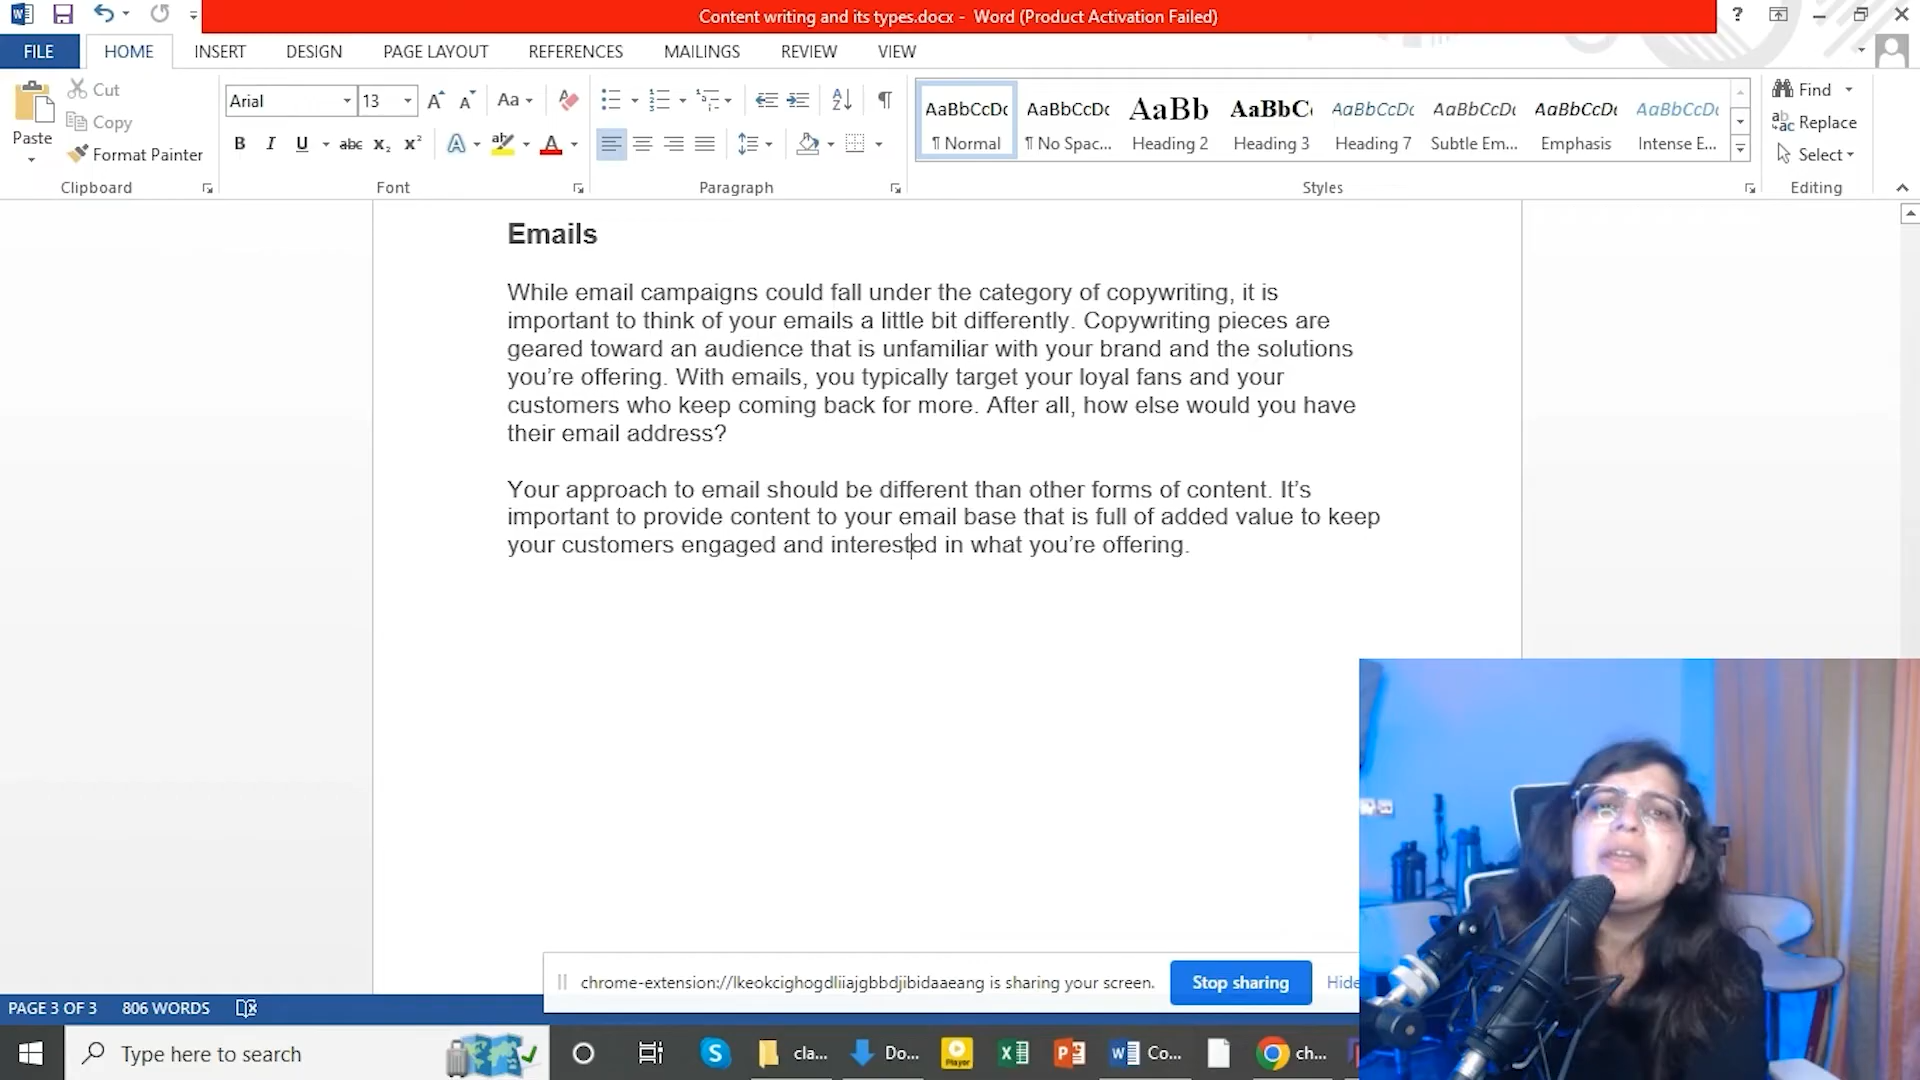 Content writing and its types.docx - Word (Product Activation Failed)
?
FILE HOME INSERT DESIGN PAGE LAYOUT REFERENCES MAILINGS REVIEW VIEW
Paste
Cut
Copy
Format Painter
Clipboard
Arial 13
Font
Paragraph
AaBbCcDc AaBbCcDc AaBb AaBbC AaBbCcDc AaBbCcDc AaBbCcDc AaBbCcDc
¶ Normal ¶ No Spac... Heading 2 Heading 3 Heading 7 Subtle Em... Emphasis Intense E...
Styles
Find
Replace
Select
Editing
Emails
While email campaigns could fall under the category of copywriting, it is
important to think of your emails a little bit differently. Copywriting pieces are
geared toward an audience that is unfamiliar with your brand and the solutions
you’re offering. With emails, you typically target your loyal fans and your
customers who keep coming back for more. After all, how else would you have
their email address?
Your approach to email should be different than other forms of content. It’s
important to provide content to your email base that is full of added value to keep
your customers engaged and interested in what you’re offering.
chrome-extension://lkeokcighogdliiajgbbdjibidaaeang is sharing your screen. Stop sharing Hide
PAGE 3 OF 3 806 WORDS
Type here to search
cla... Do... Player Co... ch...